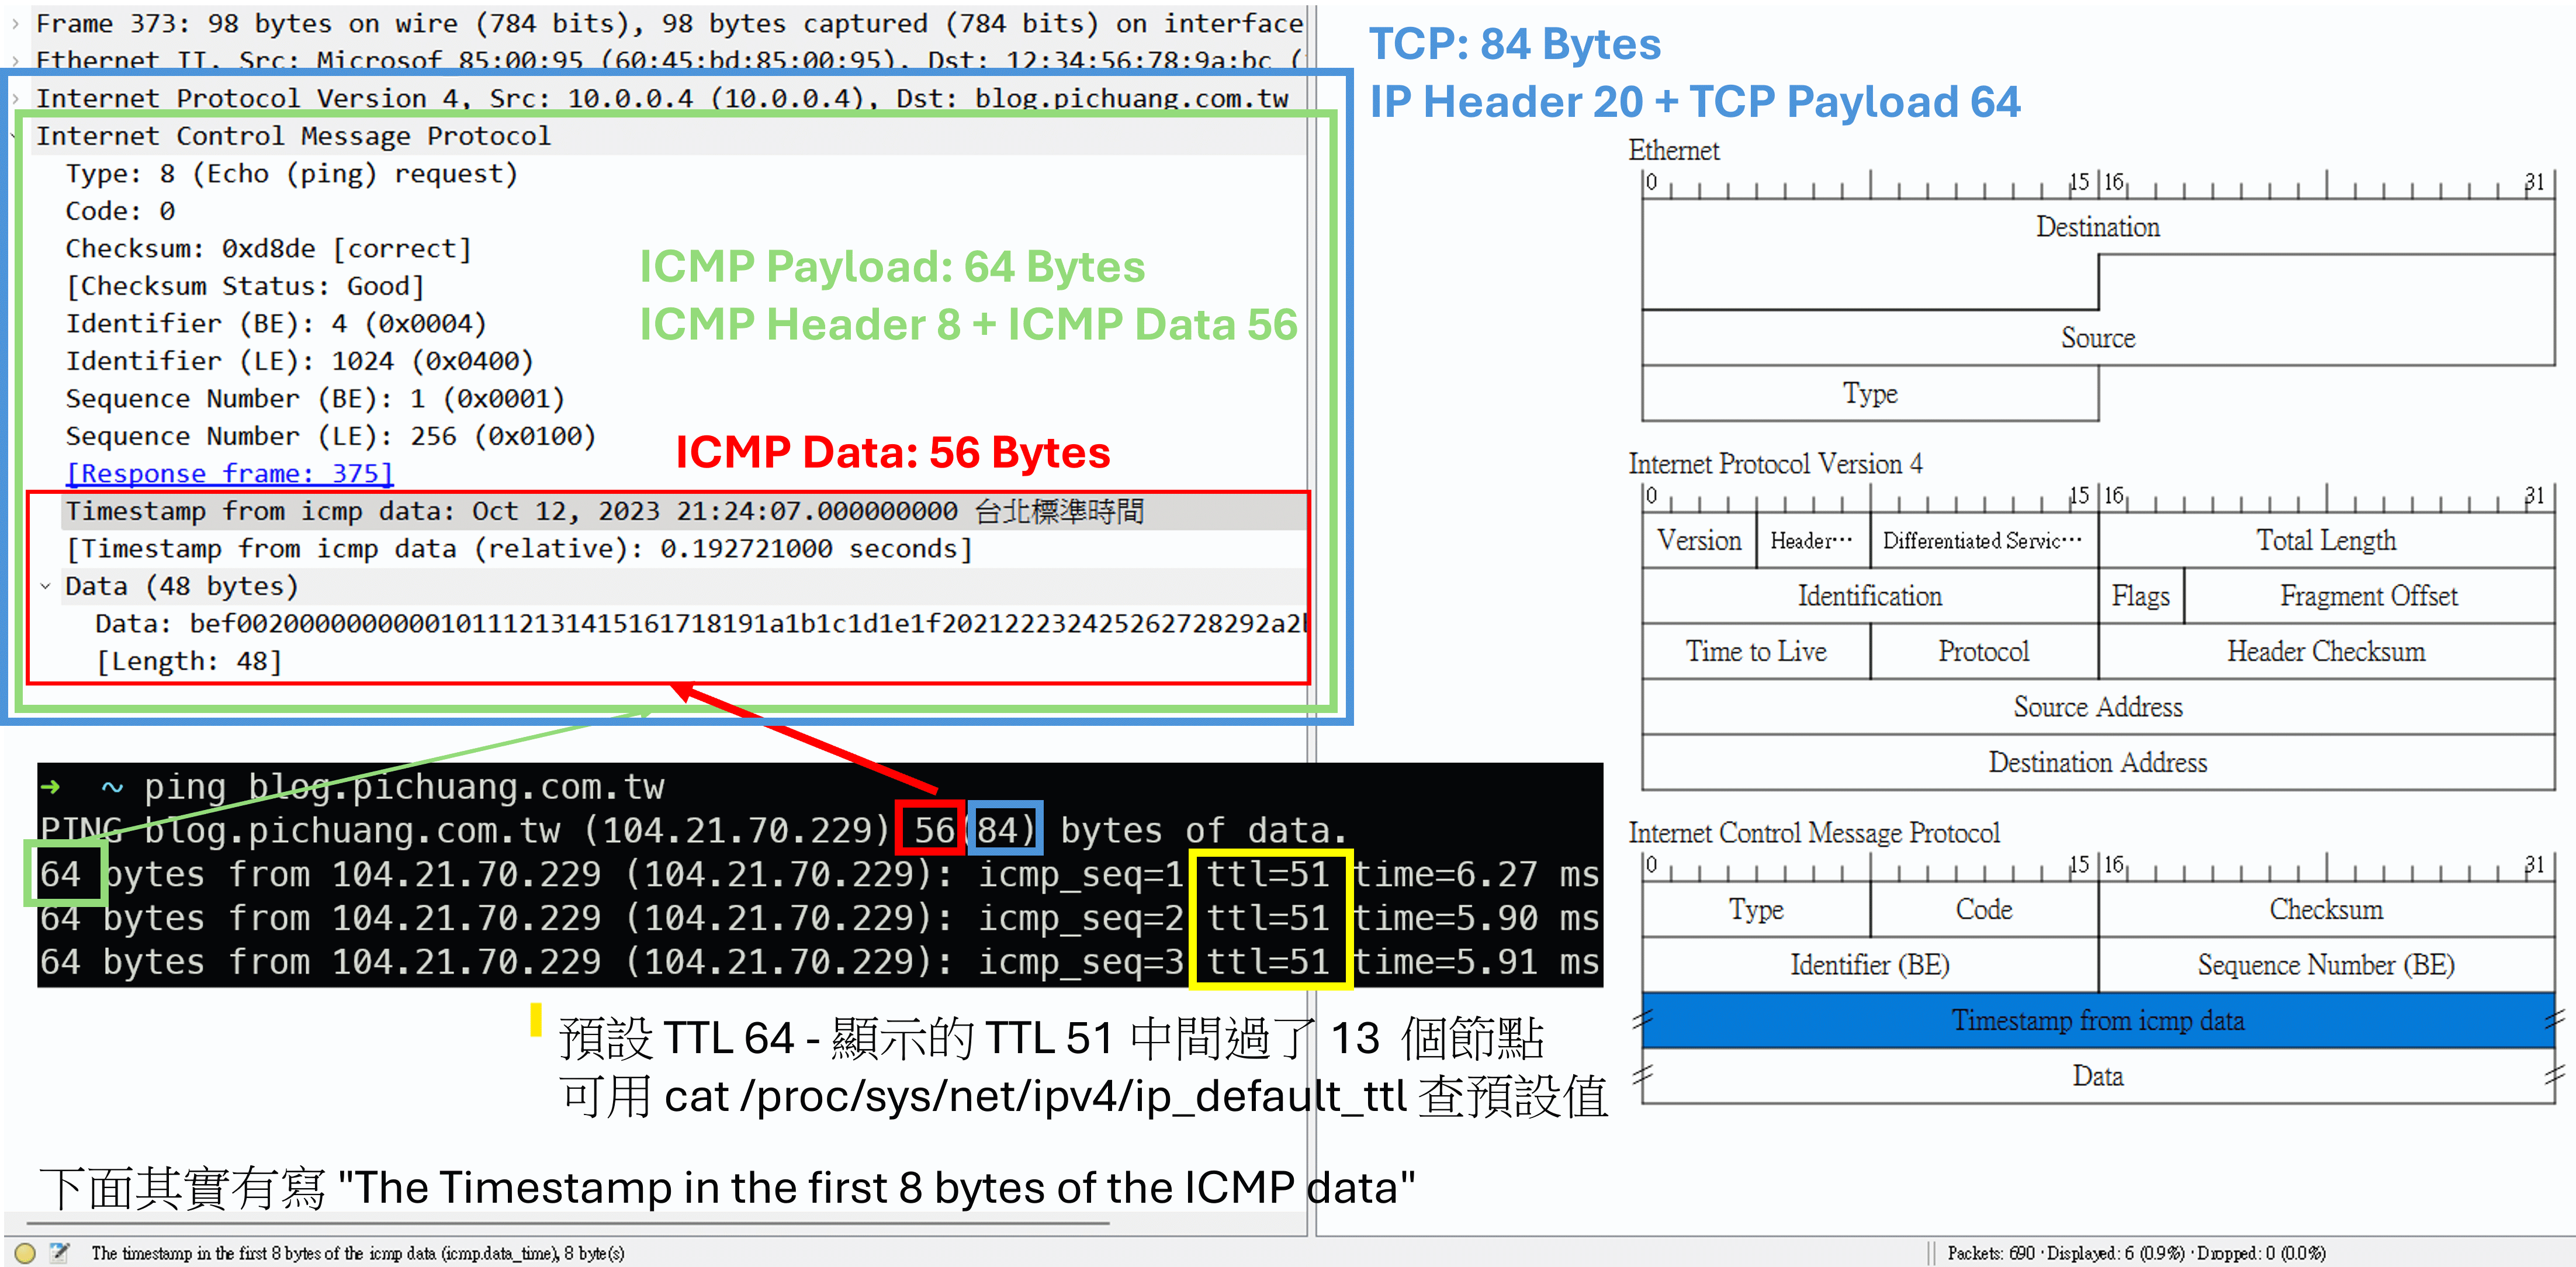 Frame 373: 98 bytes on wire (784 bits), 98 bytes captured (784 bits) on interface
Ethernet II, Src: Microsof_85:00:95 (60:45:bd:85:00:95), Dst: 12:34:56:78:9a:bc (
Internet Protocol Version 4, Src: 10.0.0.4 (10.0.0.4), Dst: blog.pichuang.com.tw
Internet Control Message Protocol
Type: 8 (Echo (ping) request)
Code: 0
Checksum: 0xd8de [correct]
[Checksum Status: Good]
Identifier (BE): 4 (0x0004)
Identifier (LE): 1024 (0x0400)
Sequence Number (BE): 1 (0x0001)
Sequence Number (LE): 256 (0x0100)
[Response frame: 375]
Timestamp from icmp data: Oct 12, 2023 21:24:07.000000000 台北標準時間
[Timestamp from icmp data (relative): 0.192721000 seconds]
Data (48 bytes)
Data: bef0020000000000101112131415161718191a1b1c1d1e1f202122232425262728292a2b
[Length: 48]
ICMP Payload: 64 Bytes
ICMP Header 8 + ICMP Data 56
ICMP Data: 56 Bytes
TCP: 84 Bytes
IP Header 20 + TCP Payload 64
Ethernet
0 15 16 31
Destination
Source
Type
Internet Protocol Version 4
0 15 16 31
Version Header⋯ Differentiated Servic⋯ Total Length
Identification Flags Fragment Offset
Time to Live Protocol Header Checksum
Source Address
Destination Address
Internet Control Message Protocol
0 15 16 31
Type Code Checksum
Identifier (BE) Sequence Number (BE)
Timestamp from icmp data
Data
➜ ~ ping blog.pichuang.com.tw
PING blog.pichuang.com.tw (104.21.70.229) 56(84) bytes of data.
64 bytes from 104.21.70.229 (104.21.70.229): icmp_seq=1 ttl=51 time=6.27 ms
64 bytes from 104.21.70.229 (104.21.70.229): icmp_seq=2 ttl=51 time=5.90 ms
64 bytes from 104.21.70.229 (104.21.70.229): icmp_seq=3 ttl=51 time=5.91 ms
預設 TTL 64 - 顯示的 TTL 51 中間過了 13 個節點
可用 cat /proc/sys/net/ipv4/ip_default_ttl 查預設值
下面其實有寫 "The Timestamp in the first 8 bytes of the ICMP data"
The timestamp in the first 8 bytes of the icmp data (icmp.data_time), 8 byte(s)
Packets: 690 · Displayed: 6 (0.9%) · Dropped: 0 (0.0%)